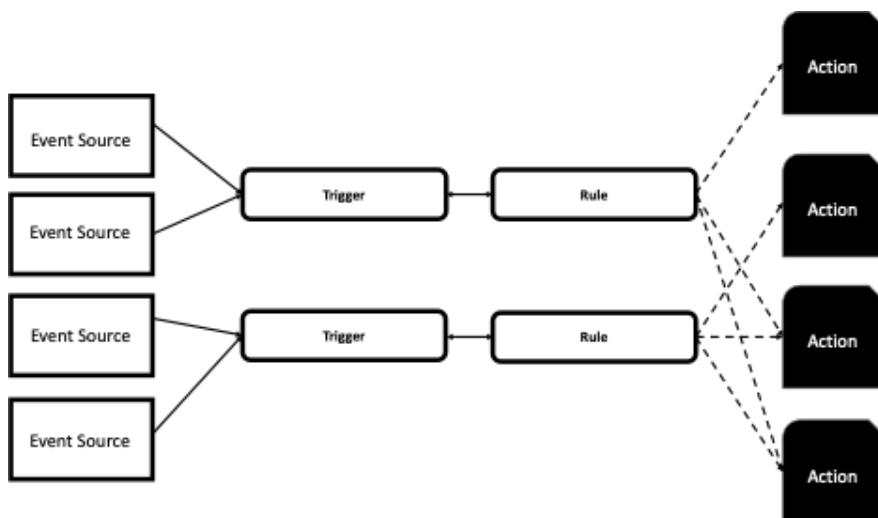 Action
Event Source
Trigger
Rule
Action
Event Source
Event Source
Trigger
Rule
Action
Event Source
Action